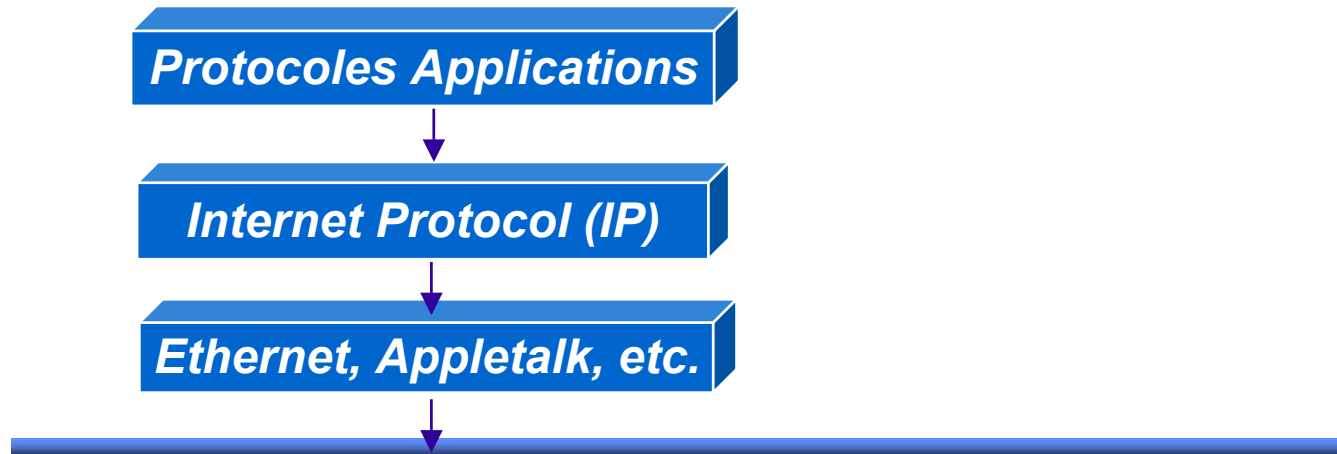 Protocoles Applications
Internet Protocol (IP)
Ethernet, Appletalk, etc.